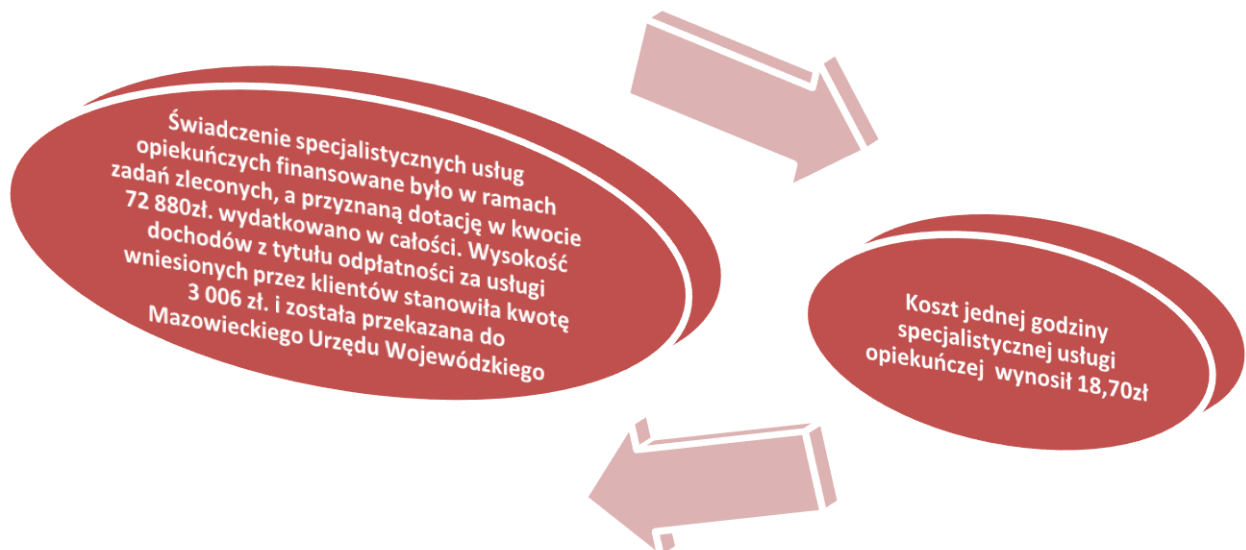 Świadczenie specjalistycznych usług
opiekuńczych finansowane było w ramach
zadań zleconych, a przyznaną dotację w kwocie
72 880zł. wydatkowano w całości. Wysokość
dochodów z tytułu odpłatności za usługi
wniesionych przez klientów stanowiła kwotę
3 006 zł. i została przekazana do
Mazowieckiego Urzędu Wojewódzkiego
Koszt jednej godziny
specjalistycznej usługi
opiekuńczej wynosił 18,70zł